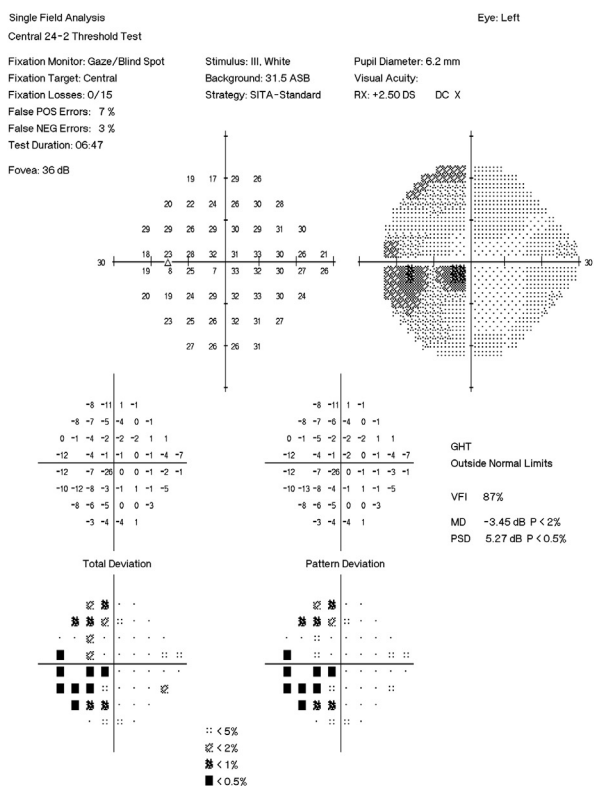 Single Field Analysis
Eye: Left
Central 24-2 Threshold Test
Fixation Monitor: Gaze/Blind Spot
Stimulus: III, White
Pupil Diameter: 6.2 mm
Fixation Target: Central
Background: 31.5 ASB
Visual Acuity:
Fixation Losses: 0/15
Strategy: SITA-Standard
RX: +2.50 DS DC X
False POS Errors: 7 %
False NEG Errors: 3 %
Test Duration: 06:47
Fovea: 36 dB
19 17 29 26
20 22 24 26 30 28
29 29 26 29 30 29 31 30
18 23 28 32 31 33 30 26 21
30
30
19 8 25 7 33 32 30 27 26
20 19 24 29 32 33 30 24
23 25 26 32 31 27
27 26 26 31
-8 -11 1 -1
-8 -7 -5 -4 0 -1
0 -1 -4 -2 -2 -2 1 1
-12 -4 -1 -1 0 -1 -4 -7
-12 -7 -26 0 0 -1 -2 -2
-10 -12 -8 -3 -1 1 -1 -5
-8 -6 -5 0 0 -3
-3 -4 -4 1
Total Deviation
-8 -11 1 -1
-8 -7 -5 -4 0 -1
0 -1 -4 -2 -2 -2 1 1
-12 -4 -1 -1 0 -1 -4 -7
-12 -7 -26 0 0 -1 -3 -1
-10 -13 -8 -4 -1 1 -1 -5
-8 -6 -5 0 0 -3
-3 -4 -4 1
Pattern Deviation
GHT
Outside Normal Limits
VFI 87%
MD -3.45 dB P < 2%
PSD 5.27 dB P < 0.5%
< 5%
< 2%
< 1%
< 0.5%